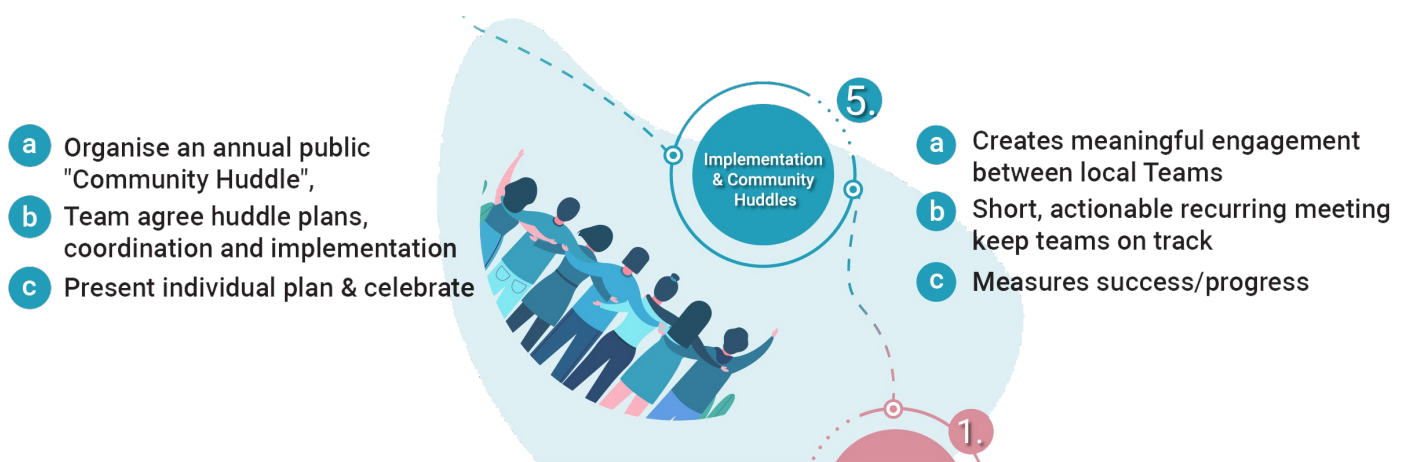 a Organise an annual public
"Community Huddle",
b Team agree huddle plans,
coordination and implementation
c Present individual plan & celebrate
5.
Implementation
& Community
Huddles
a Creates meaningful engagement
between local Teams
b Short, actionable recurring meeting
keep teams on track
c Measures success/progress
1.